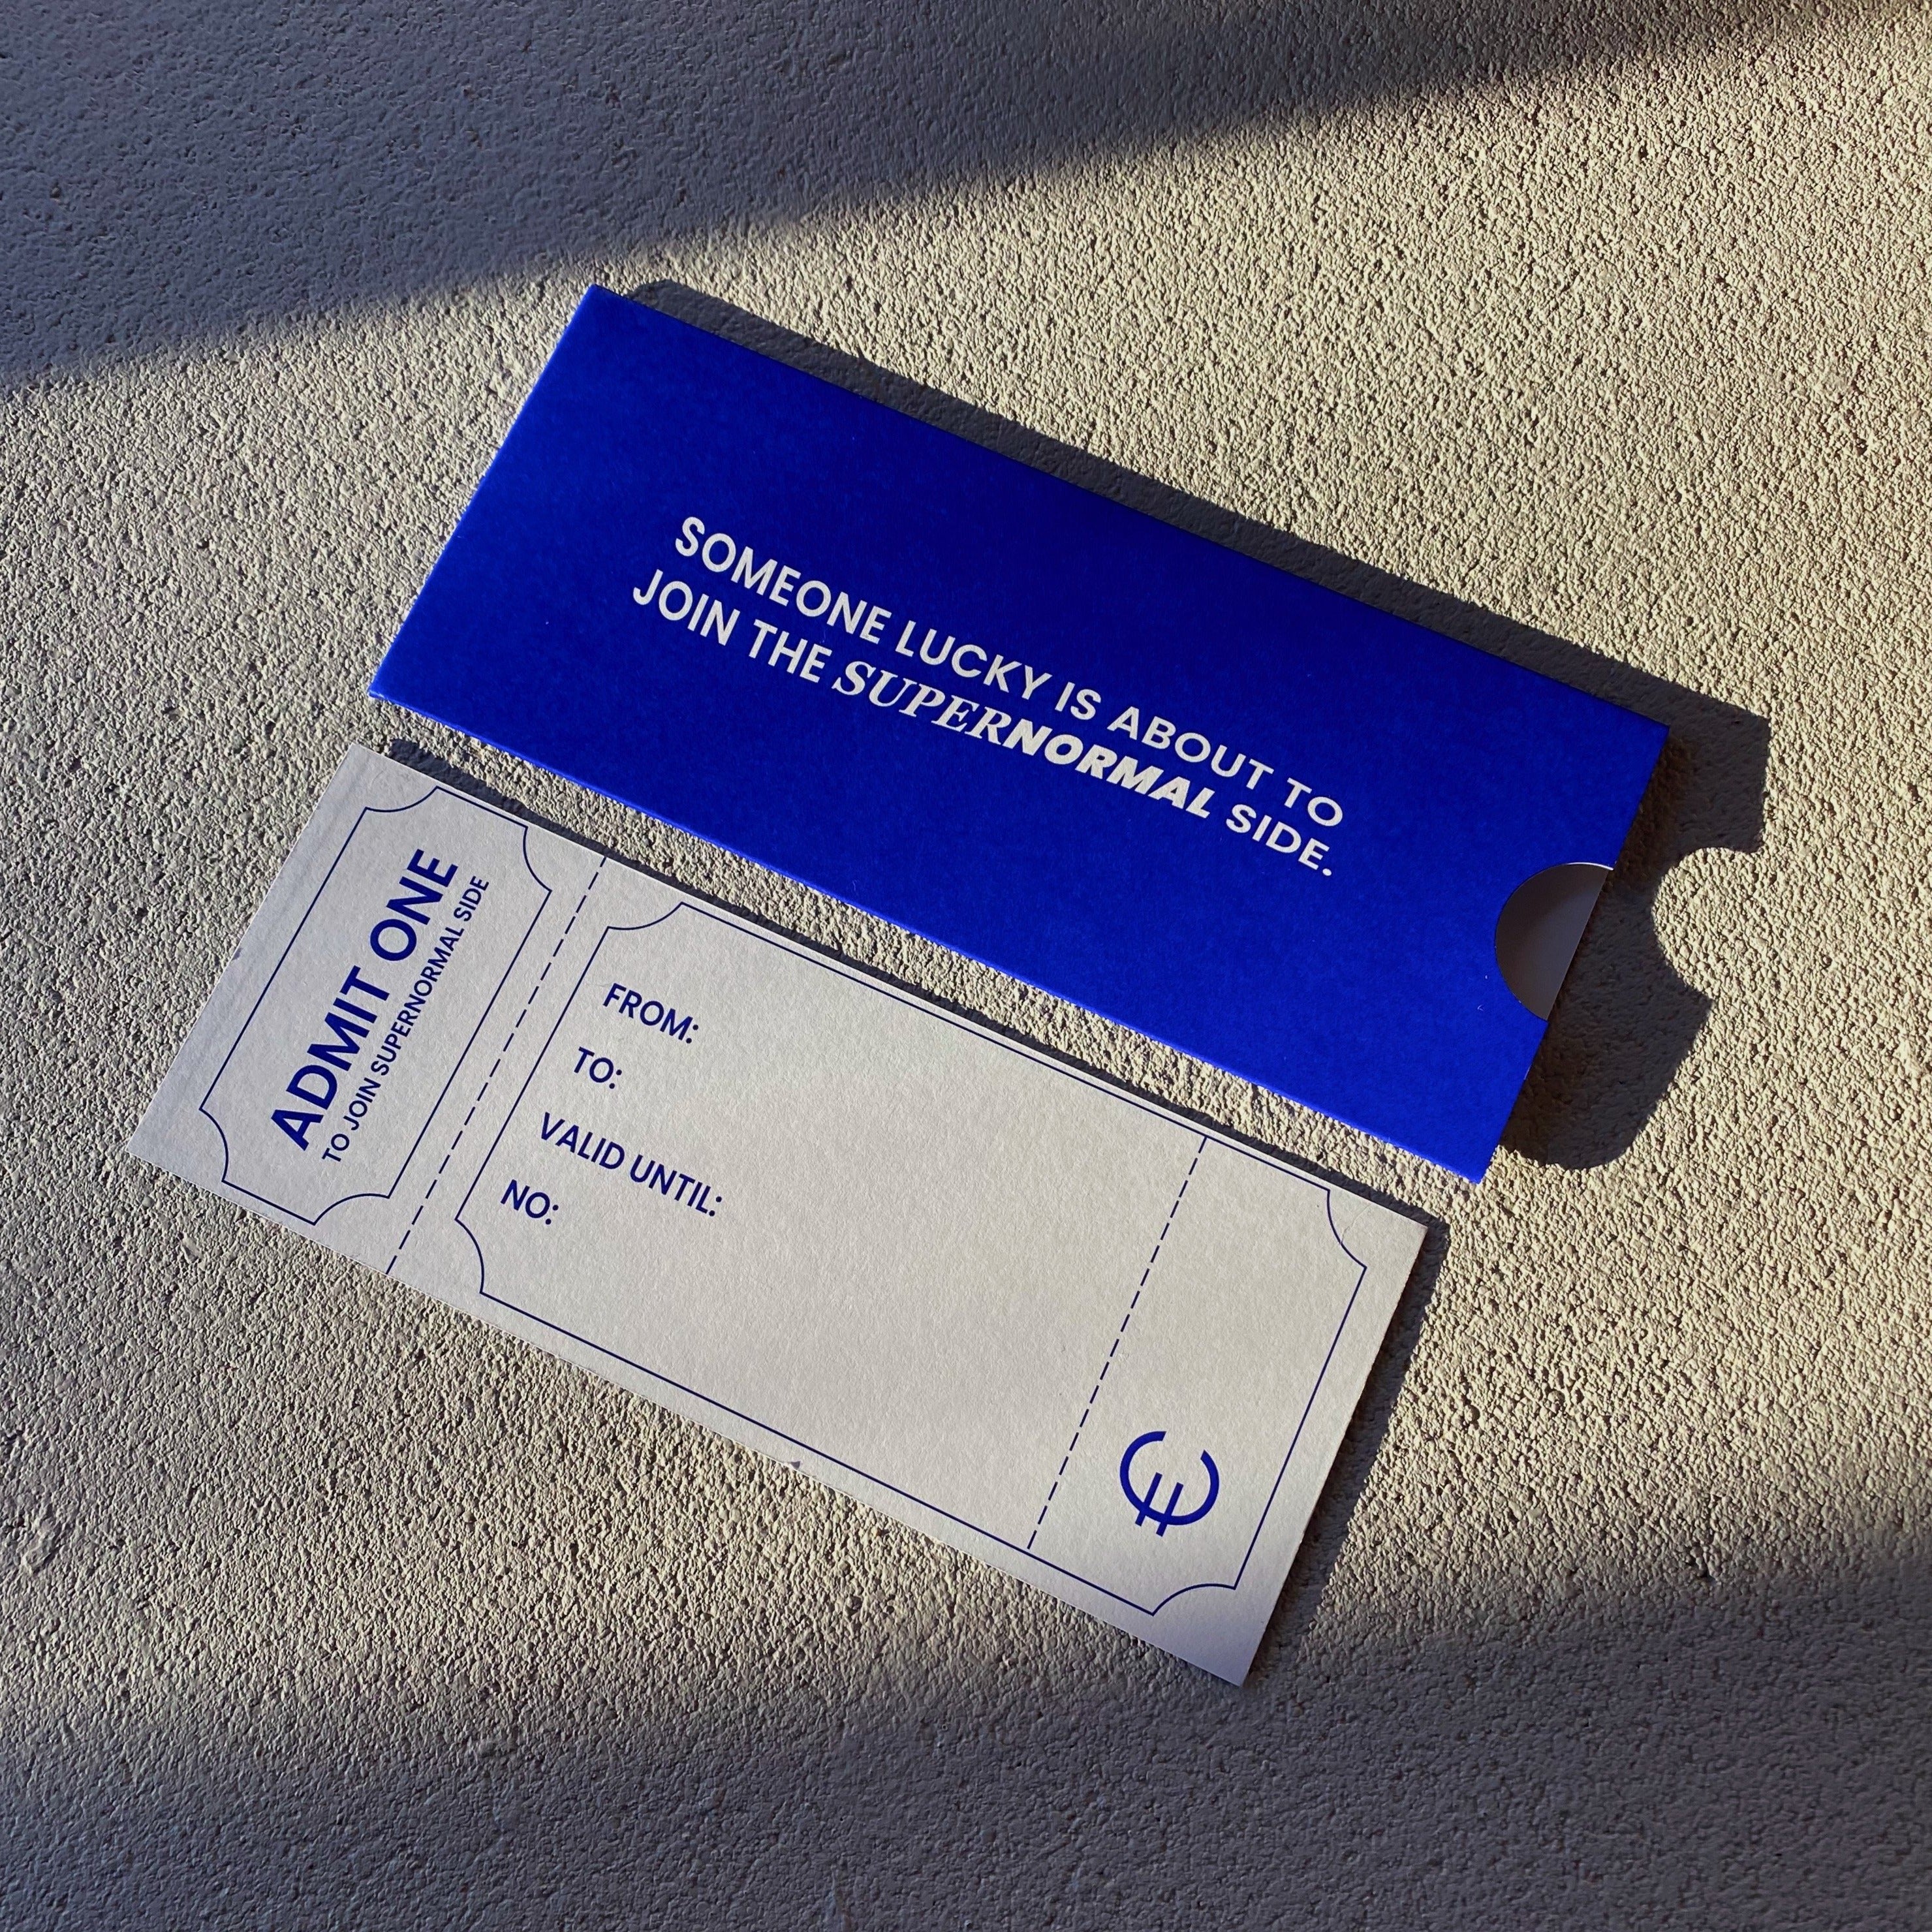 SOMEONE LUCKY IS ABOUT TO
JOIN THE SUPERNORMAL SIDE.
ADMIT ONE
TO JOIN SUPERNORMAL SIDE
FROM:
TO:
VALID UNTIL:
NO:
€